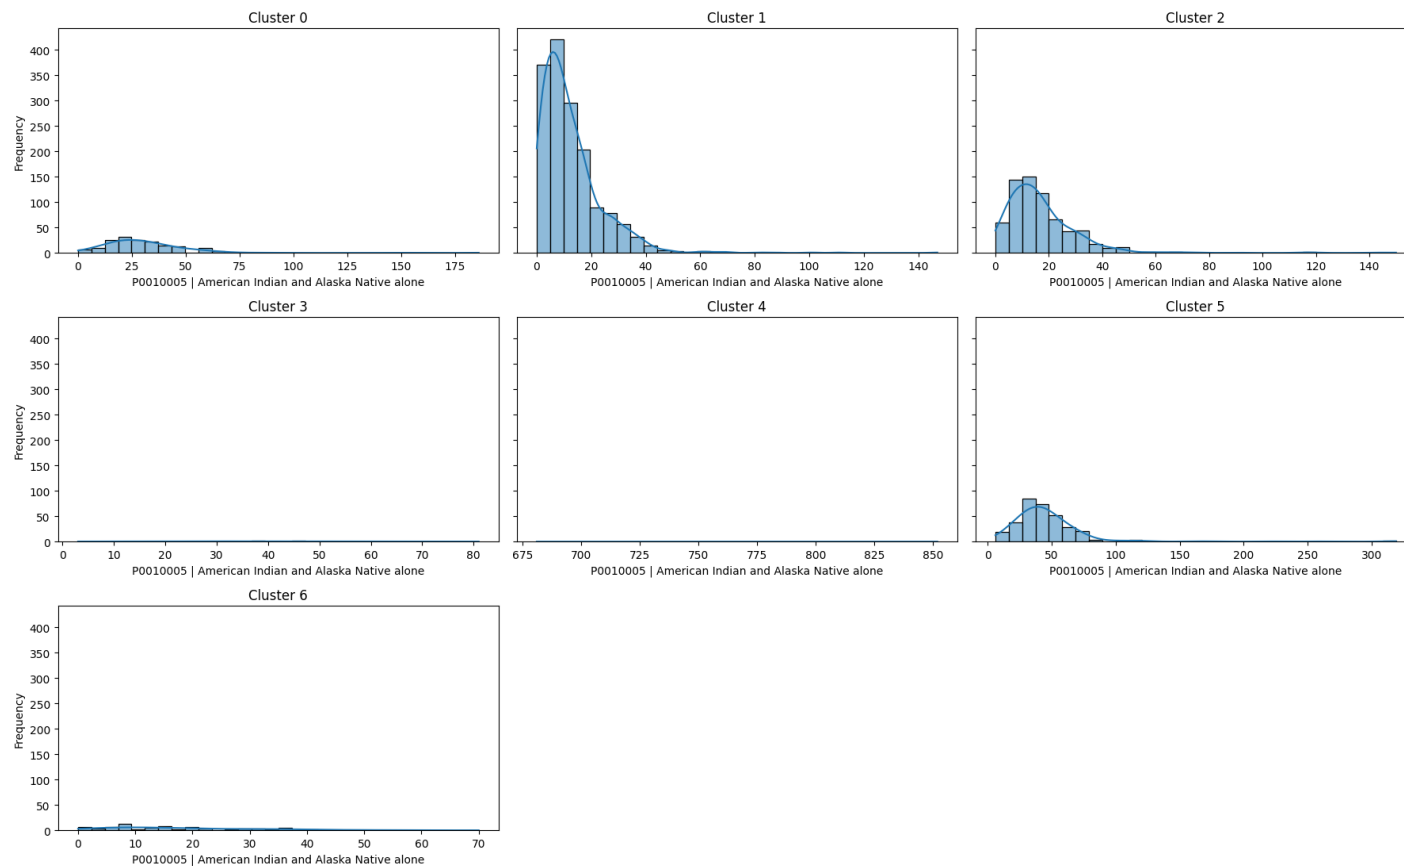 Cluster 0
Cluster 1
Cluster 2
Frequency
400
350
300
250
200
150
100
50
0
0 25 50 75 100 125 150 175
0 20 40 60 80 100 120 140
0 20 40 60 80 100 120 140
P0010005 | American Indian and Alaska Native alone
P0010005 | American Indian and Alaska Native alone
P0010005 | American Indian and Alaska Native alone
Cluster 3
Cluster 4
Cluster 5
Frequency
400
350
300
250
200
150
100
50
0
0 10 20 30 40 50 60 70 80
675 700 725 750 775 800 825 850
0 50 100 150 200 250 300
P0010005 | American Indian and Alaska Native alone
P0010005 | American Indian and Alaska Native alone
P0010005 | American Indian and Alaska Native alone
Cluster 6
Frequency
400
350
300
250
200
150
100
50
0
0 10 20 30 40 50 60 70
P0010005 | American Indian and Alaska Native alone